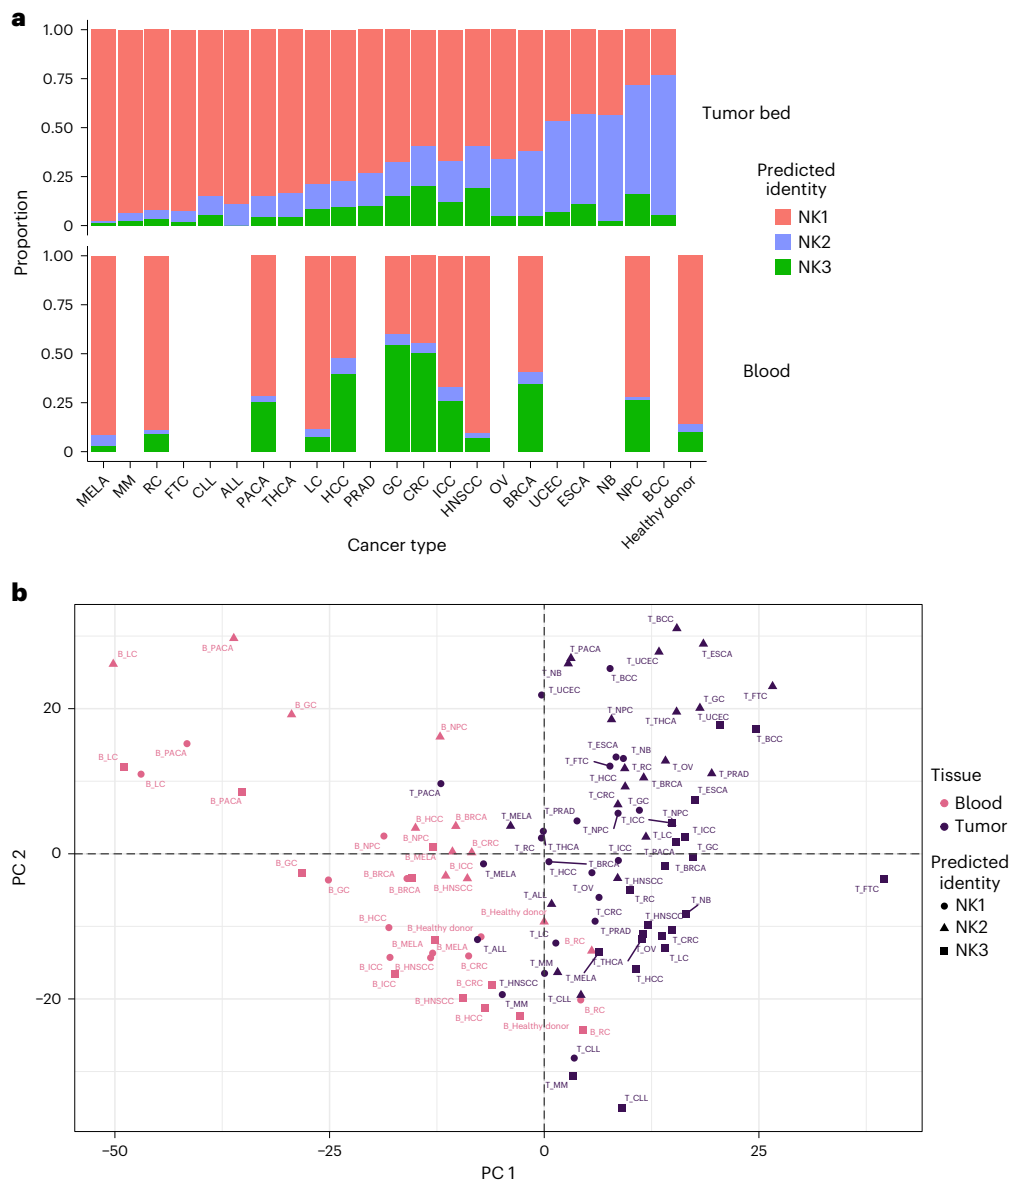 a
1.00
0.75
0.50
0.25
0
Tumor bed
Predicted
identity
NK1
NK2
NK3
Proportion
1.00
0.75
0.50
0.25
0
Blood
MELA
MM
RC
FTC
CLL
ALL
PACA
THCA
LC
HCC
PRAD
GC
CRC
ICC
HNSCC
OV
BRCA
UCEC
ESCA
NB
NPC
BCC
Healthy donor
Cancer type
b
T_BCC
B_PACA
B_LC
T_PACA
T_UCEC
T_ESCA
T_NB
T_BCC
T_UCEC
T_FTC
B_GC
T_NPC
T_GC
T_THCA
T_UCEC
B_NPC
T_BCC
20
B_PACA
T_ESCA
T_NB
B_LC
T_FTC
T_RC
T_OV
B_LC
T_HCC
T_BRCA
T_PRAD
T_PACA
T_ESCA
B_PACA
T_CRC
T_GC
T_PRAD
T_NPC
B_HCC
B_BRCA
T_MELA
T_NPC
T_ICC
T_ICC
B_NPC
B_NPC
B_CRC
T_RC
T_THCA
T_LC
T_ICC
T_PACA
T_GC
0
B_MELA
B_GC
B_ICC
T_MELA
T_HCC
T_BRCA
T_BRCA
B_BRCA
B_GC
B_BRCA
B_HNSCC
T_OV
T_HNSCC
T_FTC
T_ALL
T_RC
T_NB
B_HCC
B_Healthy donor
T_CRC
T_HNSCC
B_Healthy donor
T_LC
T_PRAD
B_MELA
B_MELA
T_ALL
B_RC
T_OV
T_CRC
B_ICC
B_HNSCC
B_CRC
T_MM
T_THCA
T_LC
B_ICC
B_CRC
T_HNSCC
T_MELA
T_HCC
B_HNSCC
T_MM
T_CLL
−20
B_HCC
B_RC
B_Healthy donor
B_RC
T_CLL
T_MM
T_CLL
PC 2
−50
−25
0
25
PC 1
Tissue
Blood
Tumor
Predicted
identity
NK1
NK2
NK3